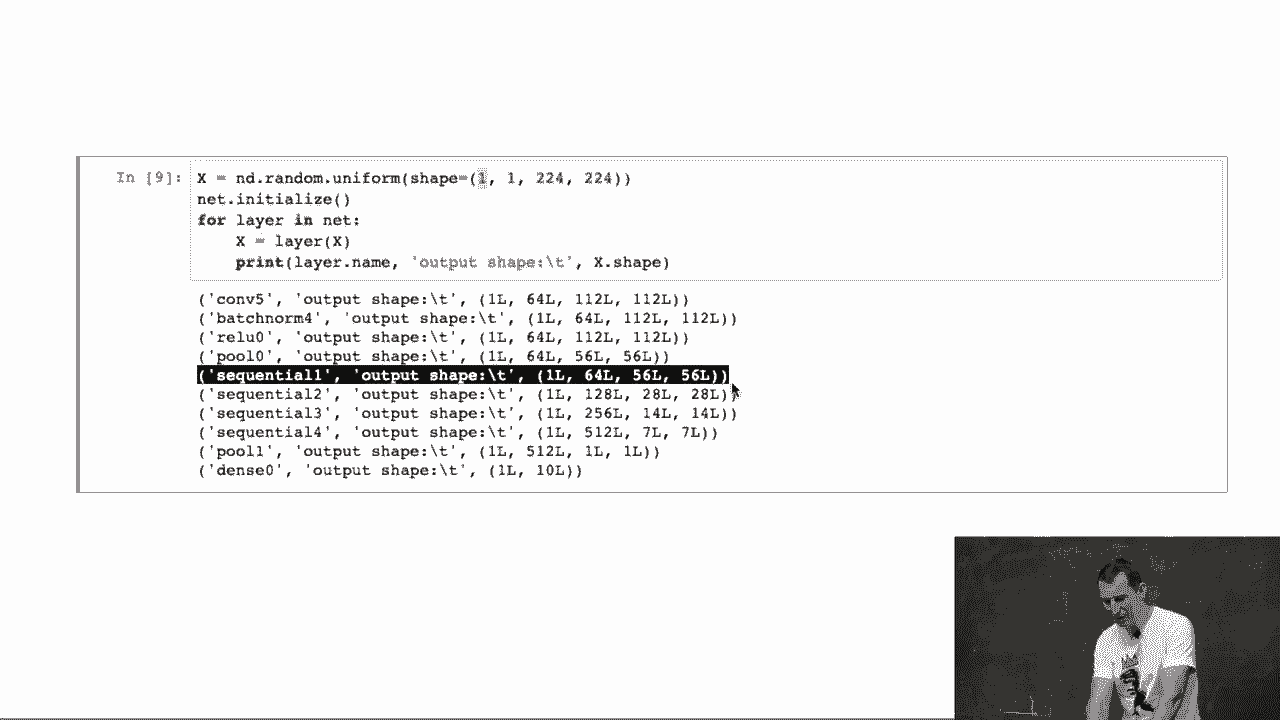 In [9]: X = nd.random.uniform(shape=(1, 1, 224, 224))
net.initialize()
for layer in net:
    X = layer(X)
    print(layer.name, 'output shape:\t', X.shape)
('conv5', 'output shape:\t', (1L, 64L, 112L, 112L))
('batchnorm4', 'output shape:\t', (1L, 64L, 112L, 112L))
('relu0', 'output shape:\t', (1L, 64L, 112L, 112L))
('pool0', 'output shape:\t', (1L, 64L, 56L, 56L))
('sequential1', 'output shape:\t', (1L, 64L, 56L, 56L))
('sequential2', 'output shape:\t', (1L, 128L, 28L, 28L))
('sequential3', 'output shape:\t', (1L, 256L, 14L, 14L))
('sequential4', 'output shape:\t', (1L, 512L, 7L, 7L))
('pool1', 'output shape:\t', (1L, 512L, 1L, 1L))
('dense0', 'output shape:\t', (1L, 10L))